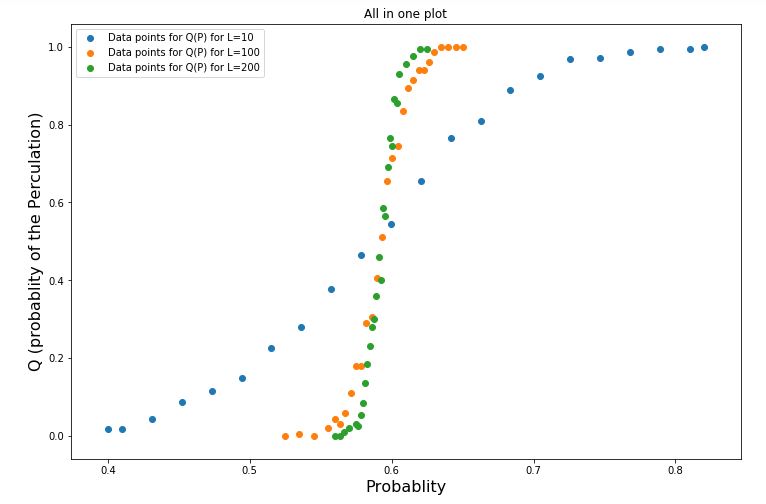 All in one plot
Data points for Q(P) for L=10
Data points for Q(P) for L=100
Data points for Q(P) for L=200
Q (probablity of the Perculation)
1.0
0.8
0.6
0.4
0.2
0.0
0.4 0.5 0.6 0.7 0.8
Probablity